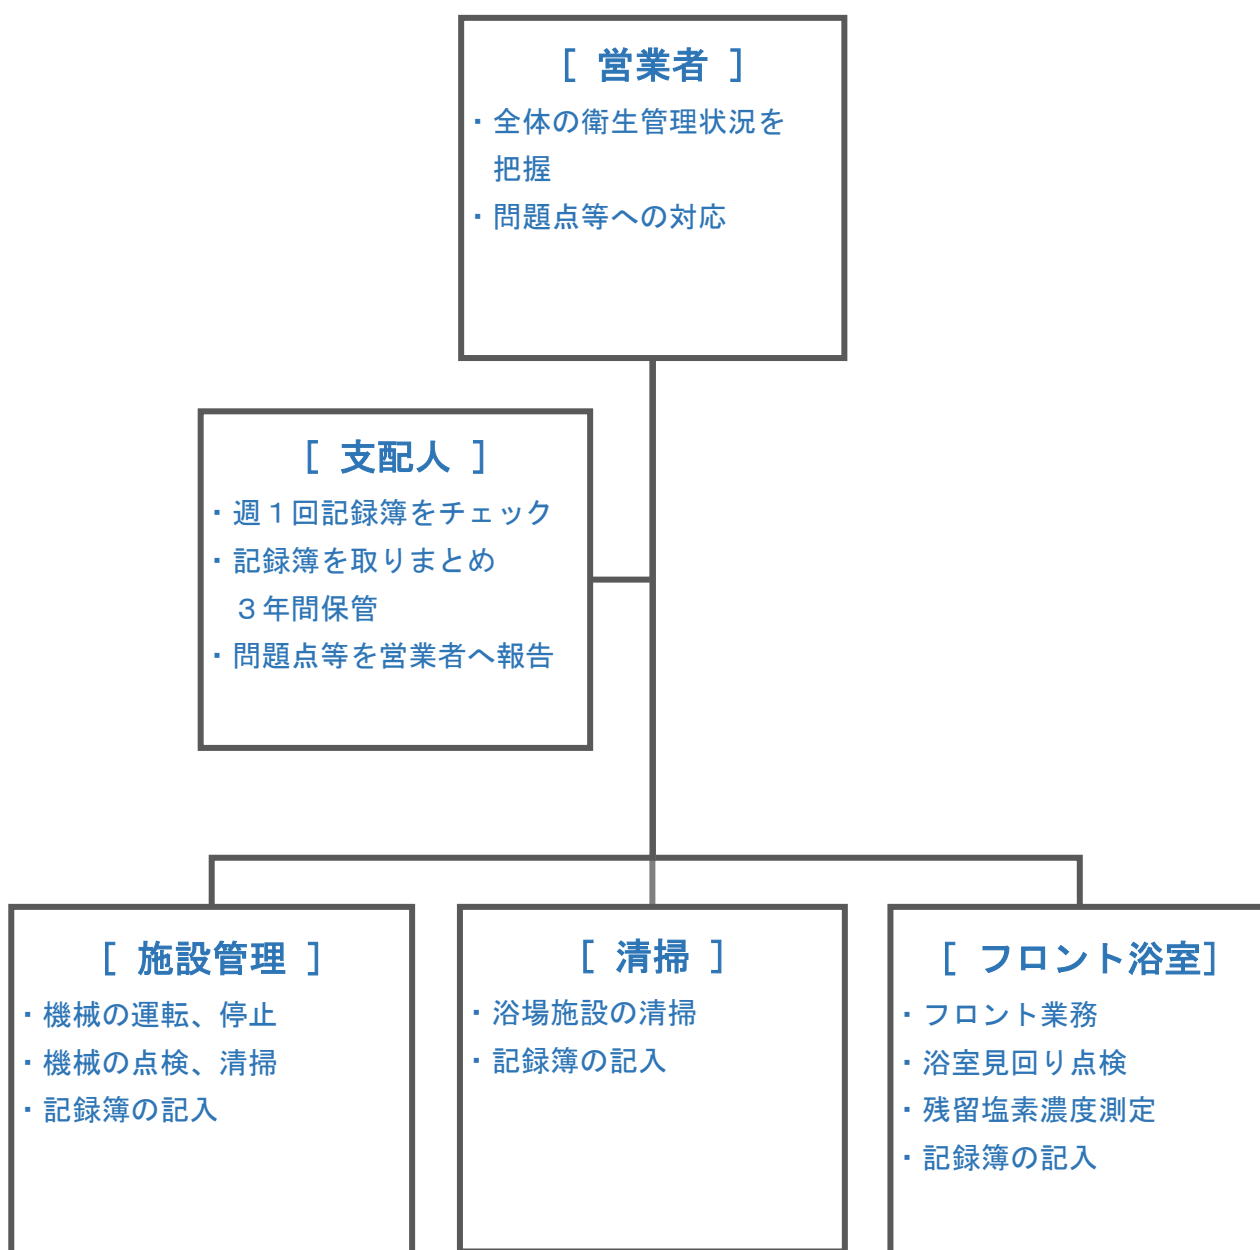 [ 営業者 ]
・全体の衛生管理状況を
把握
・問題点等への対応
[ 支配人 ]
・週１回記録簿をチェック
・記録簿を取りまとめ
３年間保管
・問題点等を営業者へ報告
[ 施設管理 ]
・機械の運転、停止
・機械の点検、清掃
・記録簿の記入
[ 清掃 ]
・浴場施設の清掃
・記録簿の記入
[ フロント浴室]
・フロント業務
・浴室見回り点検
・残留塩素濃度測定
・記録簿の記入